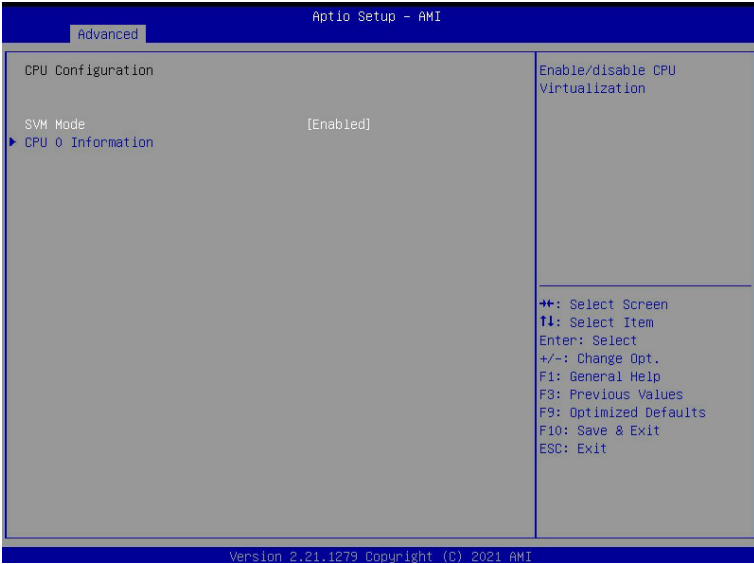 Aptio Setup – AMI
Advanced
CPU Configuration
SVM Mode [Enabled]
CPU 0 Information
Enable/disable CPU
Virtualization
→←: Select Screen
↑↓: Select Item
Enter: Select
+/-: Change Opt.
F1: General Help
F3: Previous Values
F9: Optimized Defaults
F10: Save & Exit
ESC: Exit
Version 2.21.1279 Copyright (C) 2021 AMI